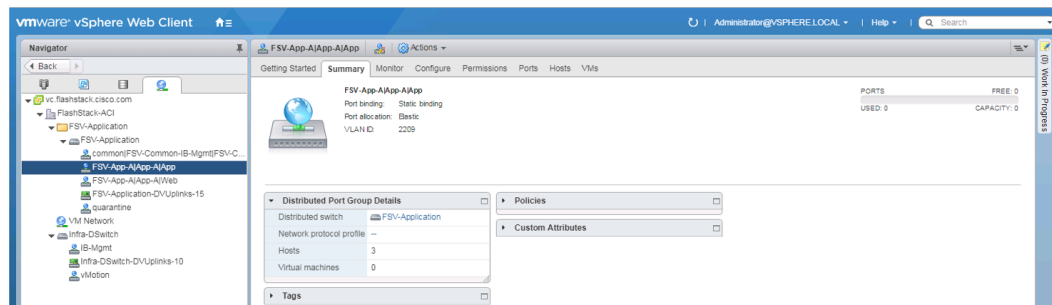 vmware® vSphere Web Client
Administrator@VSPHERE.LOCAL | Help | Search
Navigator
Back
vc.flashstack.cisco.com
FlashStack-ACI
FSV-Application
FSV-Application
common|FSV-Common-IB-Mgmt|FSV-C...
FSV-App-A|App-A|App
FSV-App-A|App-A|Web
FSV-Application-DVUplinks-15
quarantine
VM Network
Infra-DSwitch
IB-Mgmt
Infra-DSwitch-DVUplinks-10
vMotion
FSV-App-A|App-A|App Actions
Getting Started Summary Monitor Configure Permissions Ports Hosts VMs
FSV-App-A|App-A|App
Port binding: Static binding
Port allocation: Elastic
VLAN ID: 2209
PORTS FREE: 0
USED: 0 CAPACITY: 0
Distributed Port Group Details
Distributed switch FSV-Application
Network protocol profile --
Hosts 3
Virtual machines 0
Tags
Policies
Custom Attributes
(0) Work In Progress